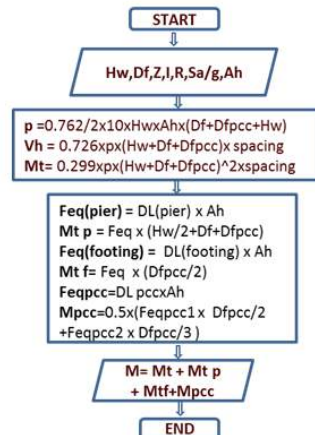 START
Hw,Df,Z,I,R,Sa/g,Ah
p =0.762/2x10xHwxAhx(Df+Dfpcc+Hw)
Vh = 0.726xpx(Hw+Df+Dfpcc)x spacing
Mt= 0.299xpx(Hw+Df+Dfpcc)^2xspacing
Feq(pier) = DL(pier) x Ah
Mt p = Feq x (Hw/2+Df+Dfpcc)
Feq(footing) = DL(footing) x Ah
Mt f= Feq x (Dfpcc/2)
Feqpcc=DL pccxAh
Mpcc=0.5x(Feqpcc1 x Dfpcc/2
+Feqpcc2 x Dfpcc/3 )
M= Mt + Mt p
+ Mtf+Mpcc
END